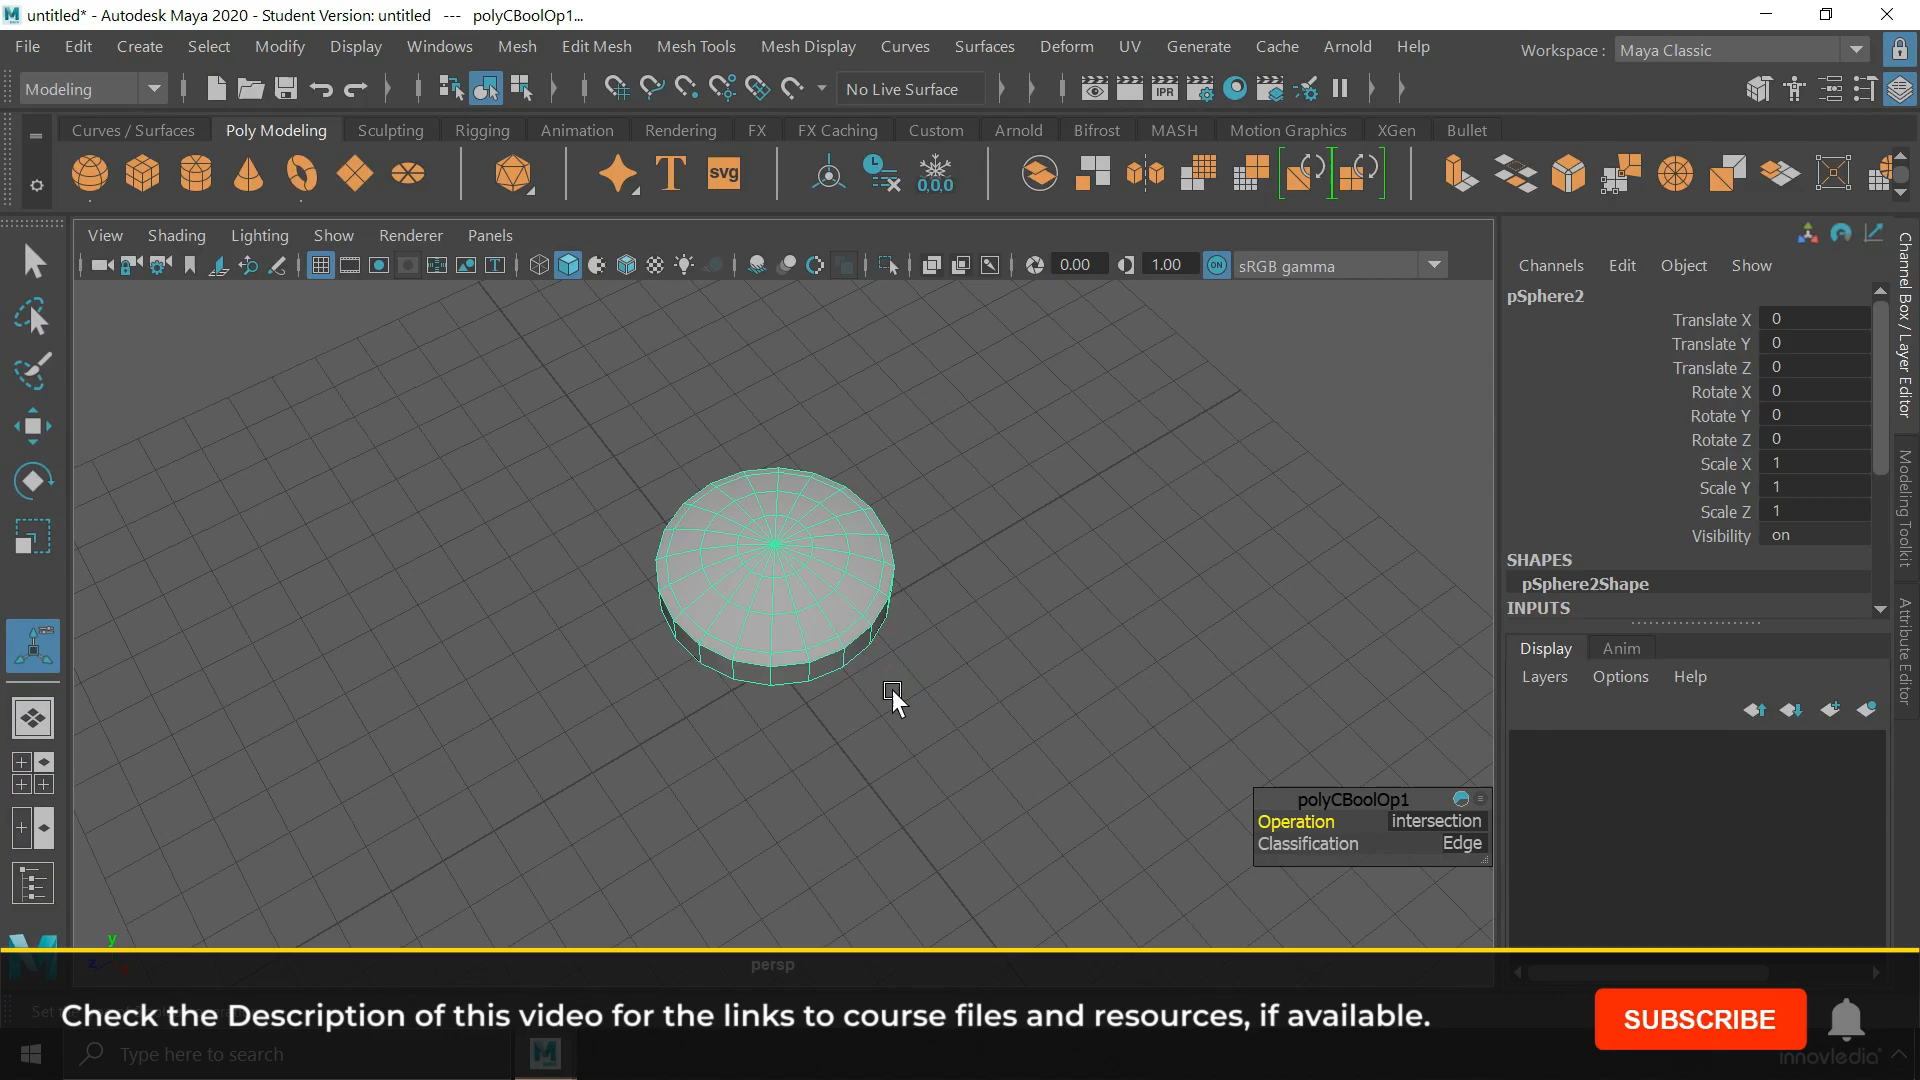 untitled* - Autodesk Maya 2020 - Student Version: untitled --- polyCBoolOp1...
File Edit Create Select Modify Display Windows Mesh Edit Mesh Mesh Tools Mesh Display Curves Surfaces Deform UV Generate Cache Arnold Help
Workspace : Maya Classic
Modeling No Live Surface IPR
Curves / Surfaces Poly Modeling Sculpting Rigging Animation Rendering FX FX Caching Custom Arnold Bifrost MASH Motion Graphics XGen Bullet
T svg 0,0,0
View Shading Lighting Show Renderer Panels
0.00 1.00 ON sRGB gamma
Channels Edit Object Show
pSphere2
Translate X 0
Translate Y 0
Translate Z 0
Rotate X 0
Rotate Y 0
Rotate Z 0
Scale X 1
Scale Y 1
Scale Z 1
Visibility on
SHAPES
pSphere2Shape
INPUTS
Display Anim
Layers Options Help
Channel Box / Layer Editor
Modeling Toolkit
Attribute Editor
polyCBoolOp1
Operation intersection
Classification Edge
y
z
persp
Check the Description of this video for the links to course files and resources, if available.
SUBSCRIBE
Type here to search
innovledia